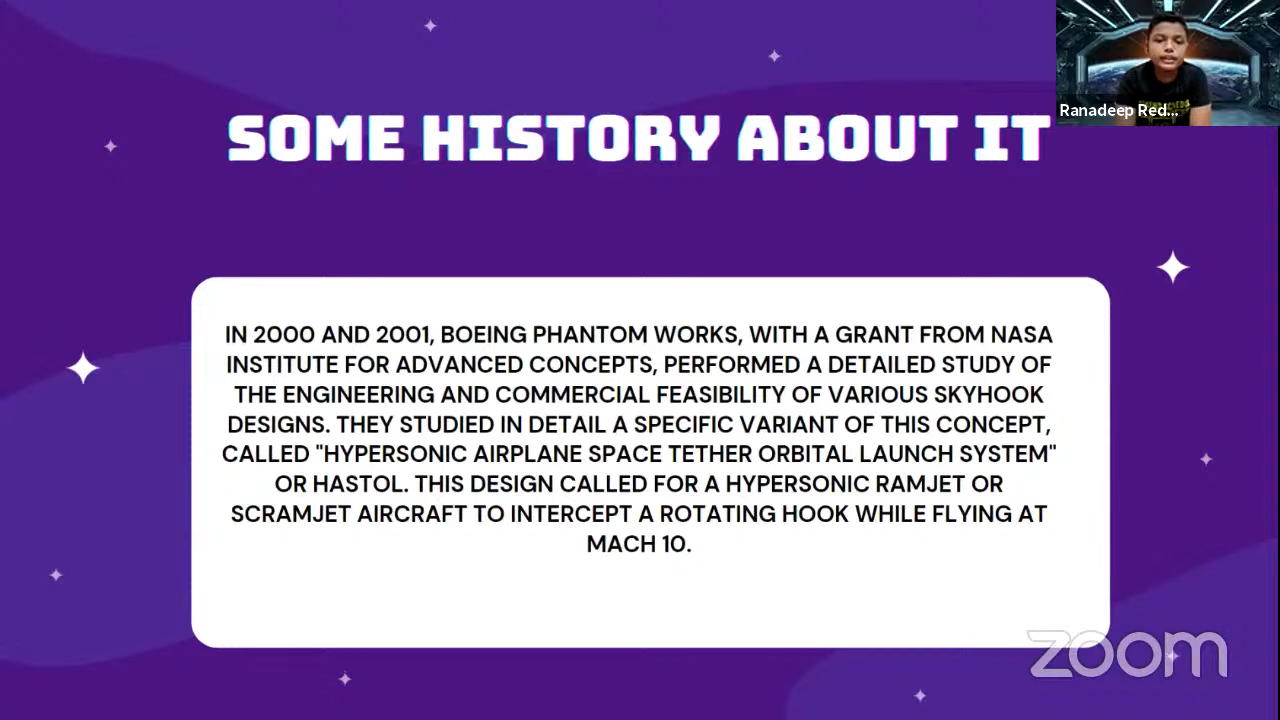 SOME HISTORY ABOUT IT
Ranadeep Red...
IN 2000 AND 2001, BOEING PHANTOM WORKS, WITH A GRANT FROM NASA
INSTITUTE FOR ADVANCED CONCEPTS, PERFORMED A DETAILED STUDY OF
THE ENGINEERING AND COMMERCIAL FEASIBILITY OF VARIOUS SKYHOOK
DESIGNS. THEY STUDIED IN DETAIL A SPECIFIC VARIANT OF THIS CONCEPT,
CALLED "HYPERSONIC AIRPLANE SPACE TETHER ORBITAL LAUNCH SYSTEM"
OR HASTOL. THIS DESIGN CALLED FOR A HYPERSONIC RAMJET OR
SCRAMJET AIRCRAFT TO INTERCEPT A ROTATING HOOK WHILE FLYING AT
MACH 10.
zoom